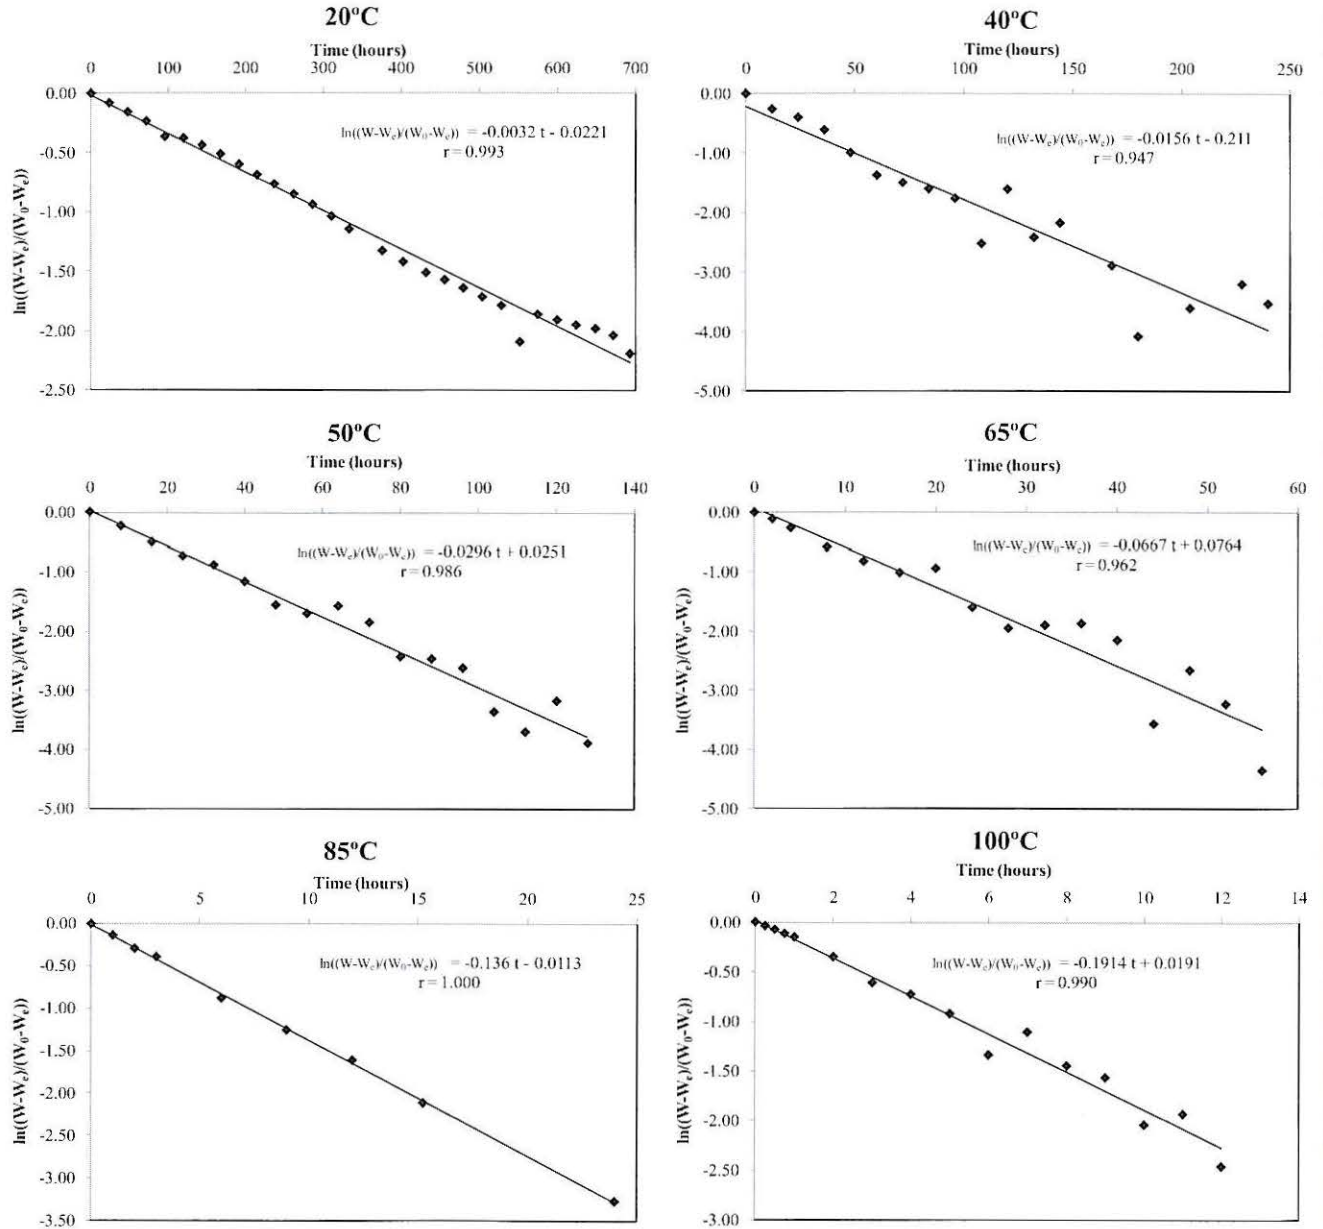 20°C
Time (hours)
0 100 200 300 400 500 600 700
0.00
-0.50
-1.00
-1.50
-2.00
-2.50
ln((W-Wₑ)/(W₀-Wₑ))
ln((W-Wₑ)/(W₀-Wₑ)) = -0.0032 t - 0.0221
r = 0.993
40°C
Time (hours)
0 50 100 150 200 250
0.00
-1.00
-2.00
-3.00
-4.00
-5.00
ln((W-Wₑ)/(W₀-Wₑ)) = -0.0156 t - 0.211
r = 0.947
50°C
Time (hours)
0 20 40 60 80 100 120 140
0.00
-1.00
-2.00
-3.00
-4.00
-5.00
ln((W-Wₑ)/(W₀-Wₑ))
ln((W-Wₑ)/(W₀-Wₑ)) = -0.0296 t + 0.0251
r = 0.986
65°C
Time (hours)
0 10 20 30 40 50 60
0.00
-1.00
-2.00
-3.00
-4.00
-5.00
ln((W-Wₑ)/(W₀-Wₑ))
ln((W-Wₑ)/(W₀-Wₑ)) = -0.0667 t + 0.0764
r = 0.962
85°C
Time (hours)
0 5 10 15 20 25
0.00
-0.50
-1.00
-1.50
-2.00
-2.50
-3.00
-3.50
ln((W-Wₑ)/(W₀-Wₑ))
ln((W-Wₑ)/(W₀-Wₑ)) = -0.136 t - 0.0113
r = 1.000
100°C
Time (hours)
0 2 4 6 8 10 12 14
0.00
-0.50
-1.00
-1.50
-2.00
-2.50
-3.00
ln((W-Wₑ)/(W₀-Wₑ))
ln((W-Wₑ)/(W₀-Wₑ)) = -0.1914 t + 0.0191
r = 0.990